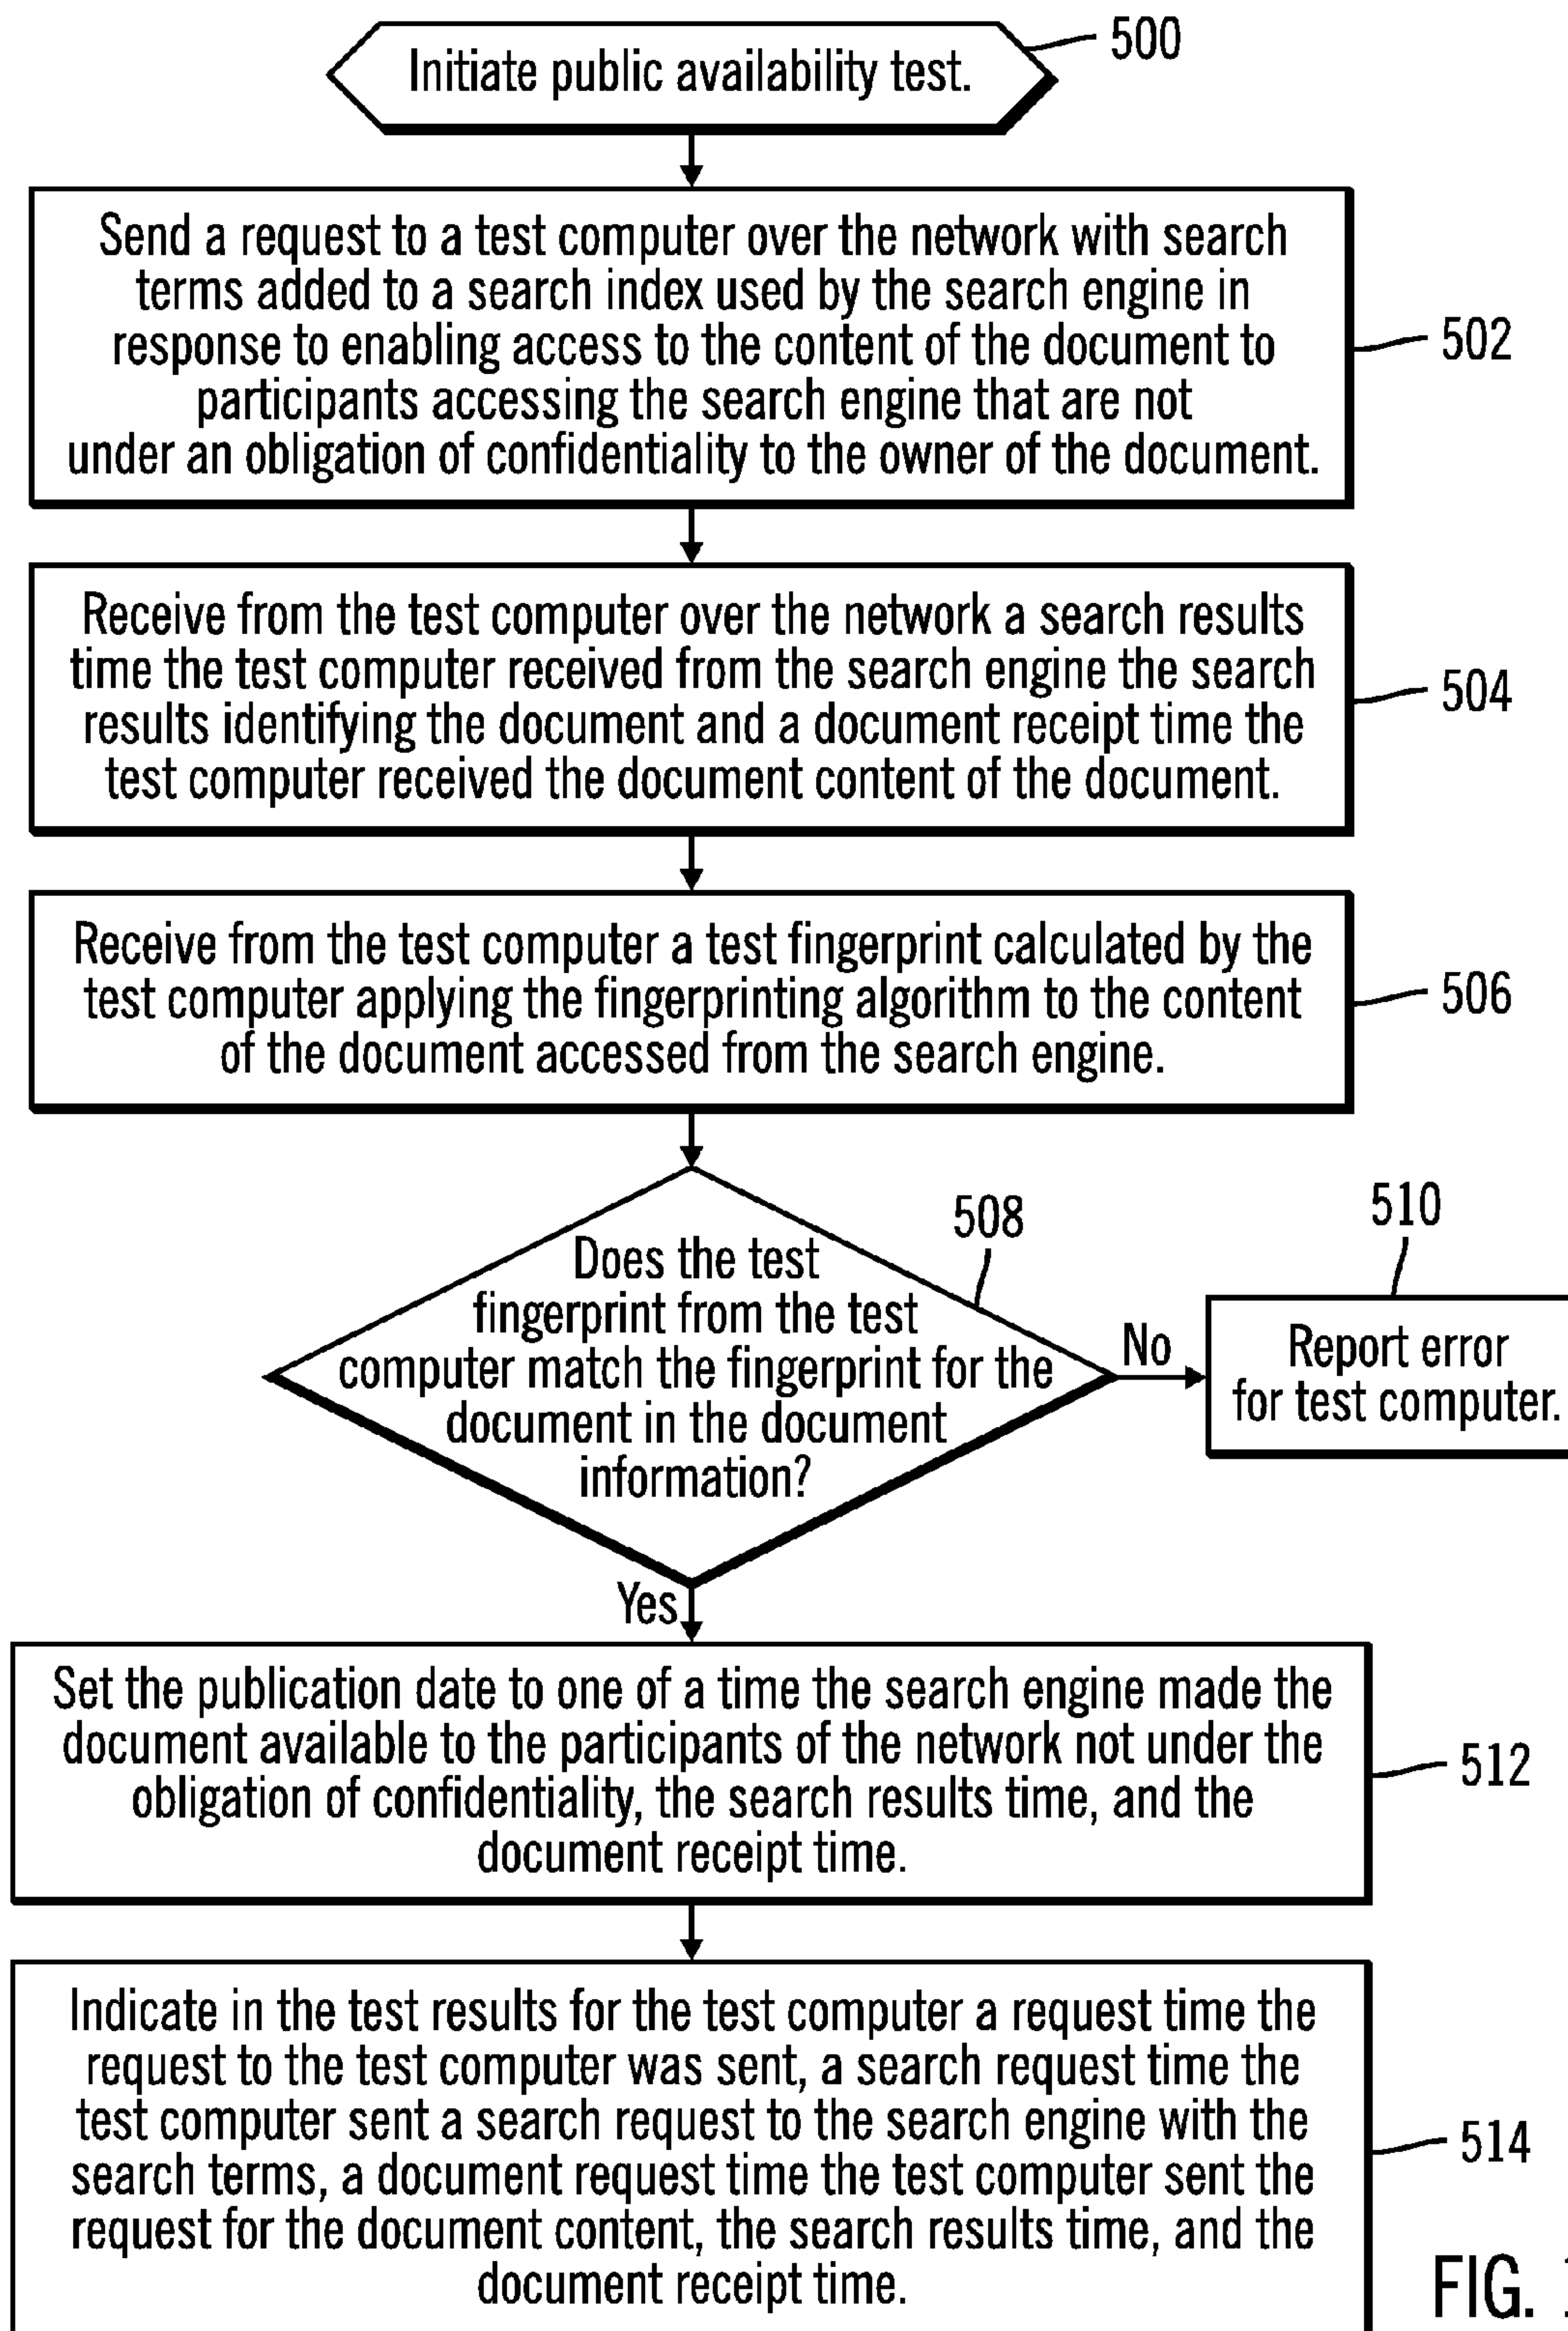 500
Initiate public availability test.
Send a request to a test computer over the network with search
terms added to a search index used by the search engine in
response to enabling access to the content of the document to
participants accessing the search engine that are not
under an obligation of confidentiality to the owner of the document.
502
Receive from the test computer over the network a search results
time the test computer received from the search engine the search
results identifying the document and a document receipt time the
test computer received the document content of the document.
504
Receive from the test computer a test fingerprint calculated by the
test computer applying the fingerprinting algorithm to the content
of the document accessed from the search engine.
506
508
Does the test
fingerprint from the test
computer match the fingerprint for the
document in the document
information?
No
510
Report error
for test computer.
Yes
Set the publication date to one of a time the search engine made the
document available to the participants of the network not under the
obligation of confidentiality, the search results time, and the
document receipt time.
512
Indicate in the test results for the test computer a request time the
request to the test computer was sent, a search request time the
test computer sent a search request to the search engine with the
search terms, a document request time the test computer sent the
request for the document content, the search results time, and the
document receipt time.
514
FIG.